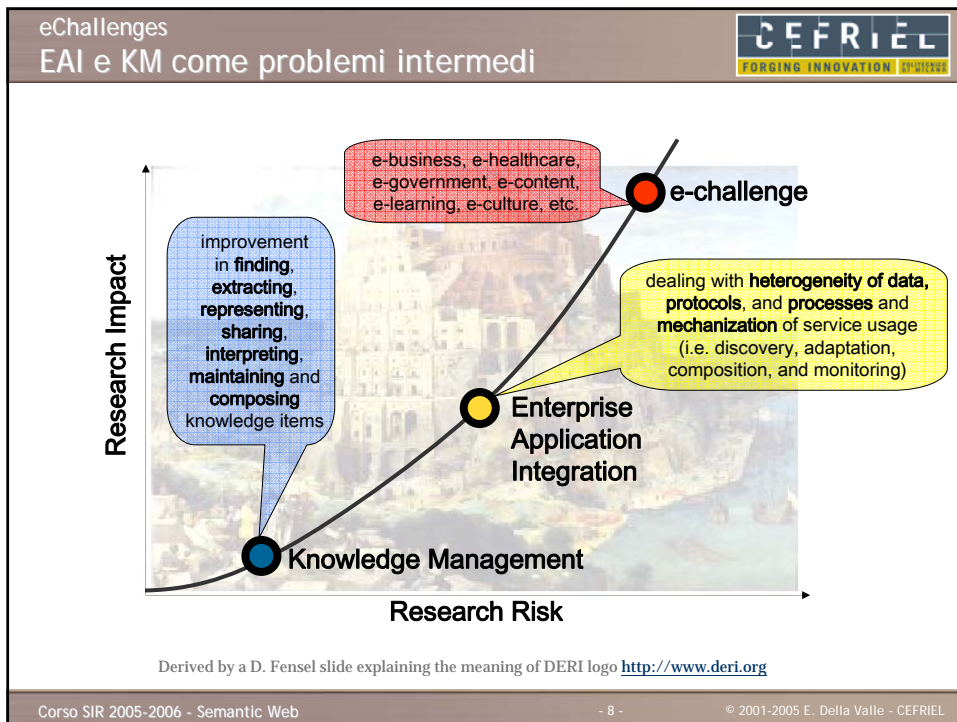 eChallenges
EAI e KM come problemi intermedi
CEFRIEL
FORGING INNOVATION POLITECNICO DI MILANO
e-business, e-healthcare,
e-government, e-content,
e-learning, e-culture, etc.
e-challenge
improvement
in finding,
extracting,
representing,
sharing,
interpreting,
maintaining and
composing
knowledge items
dealing with heterogeneity of data,
protocols, and processes and
mechanization of service usage
(i.e. discovery, adaptation,
composition, and monitoring)
Research Impact
Enterprise
Application
Integration
Knowledge Management
Research Risk
Derived by a D. Fensel slide explaining the meaning of DERI logo http://www.deri.org
Corso SIR 2005-2006 - Semantic Web
- 8 -
© 2001-2005 E. Della Valle - CEFRIEL